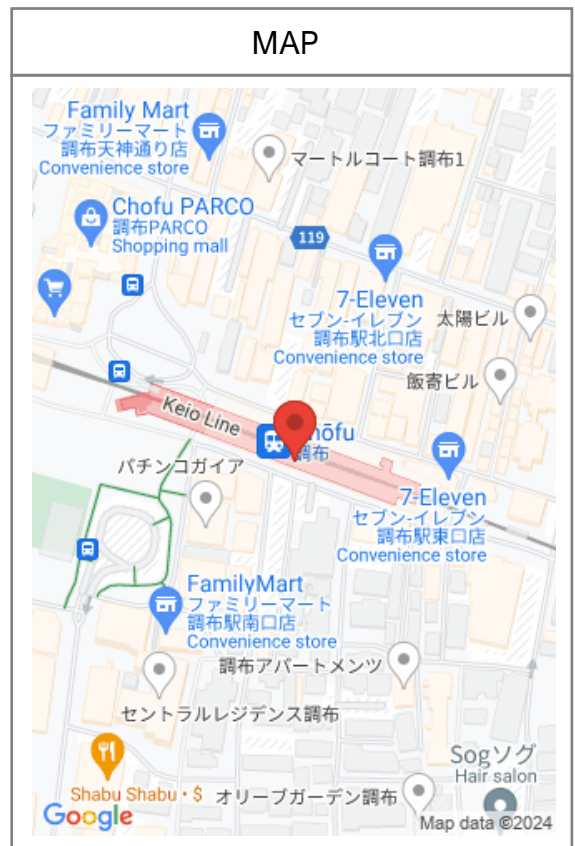 MAP
Family Mart
ファミリーマート
調布天神通り店
Convenience store
マートルコート調布1
Chofu PARCO
調布PARCO
Shopping mall
119
7-Eleven
セブン-イレブン
調布駅北口店
Convenience store
太陽ビル
飯寄ビル
Keio Line
hōfu
調布
パチンコガイア
7-Eleven
セブン-イレブン
調布駅東口店
Convenience store
FamilyMart
ファミリーマート
調布駅南口店
Convenience store
調布アパートメンツ
セントラルレジデンス調布
Sogソグ
Hair salon
Shabu Shabu・$
オリーブガーデン調布
Google
Map data ©2024